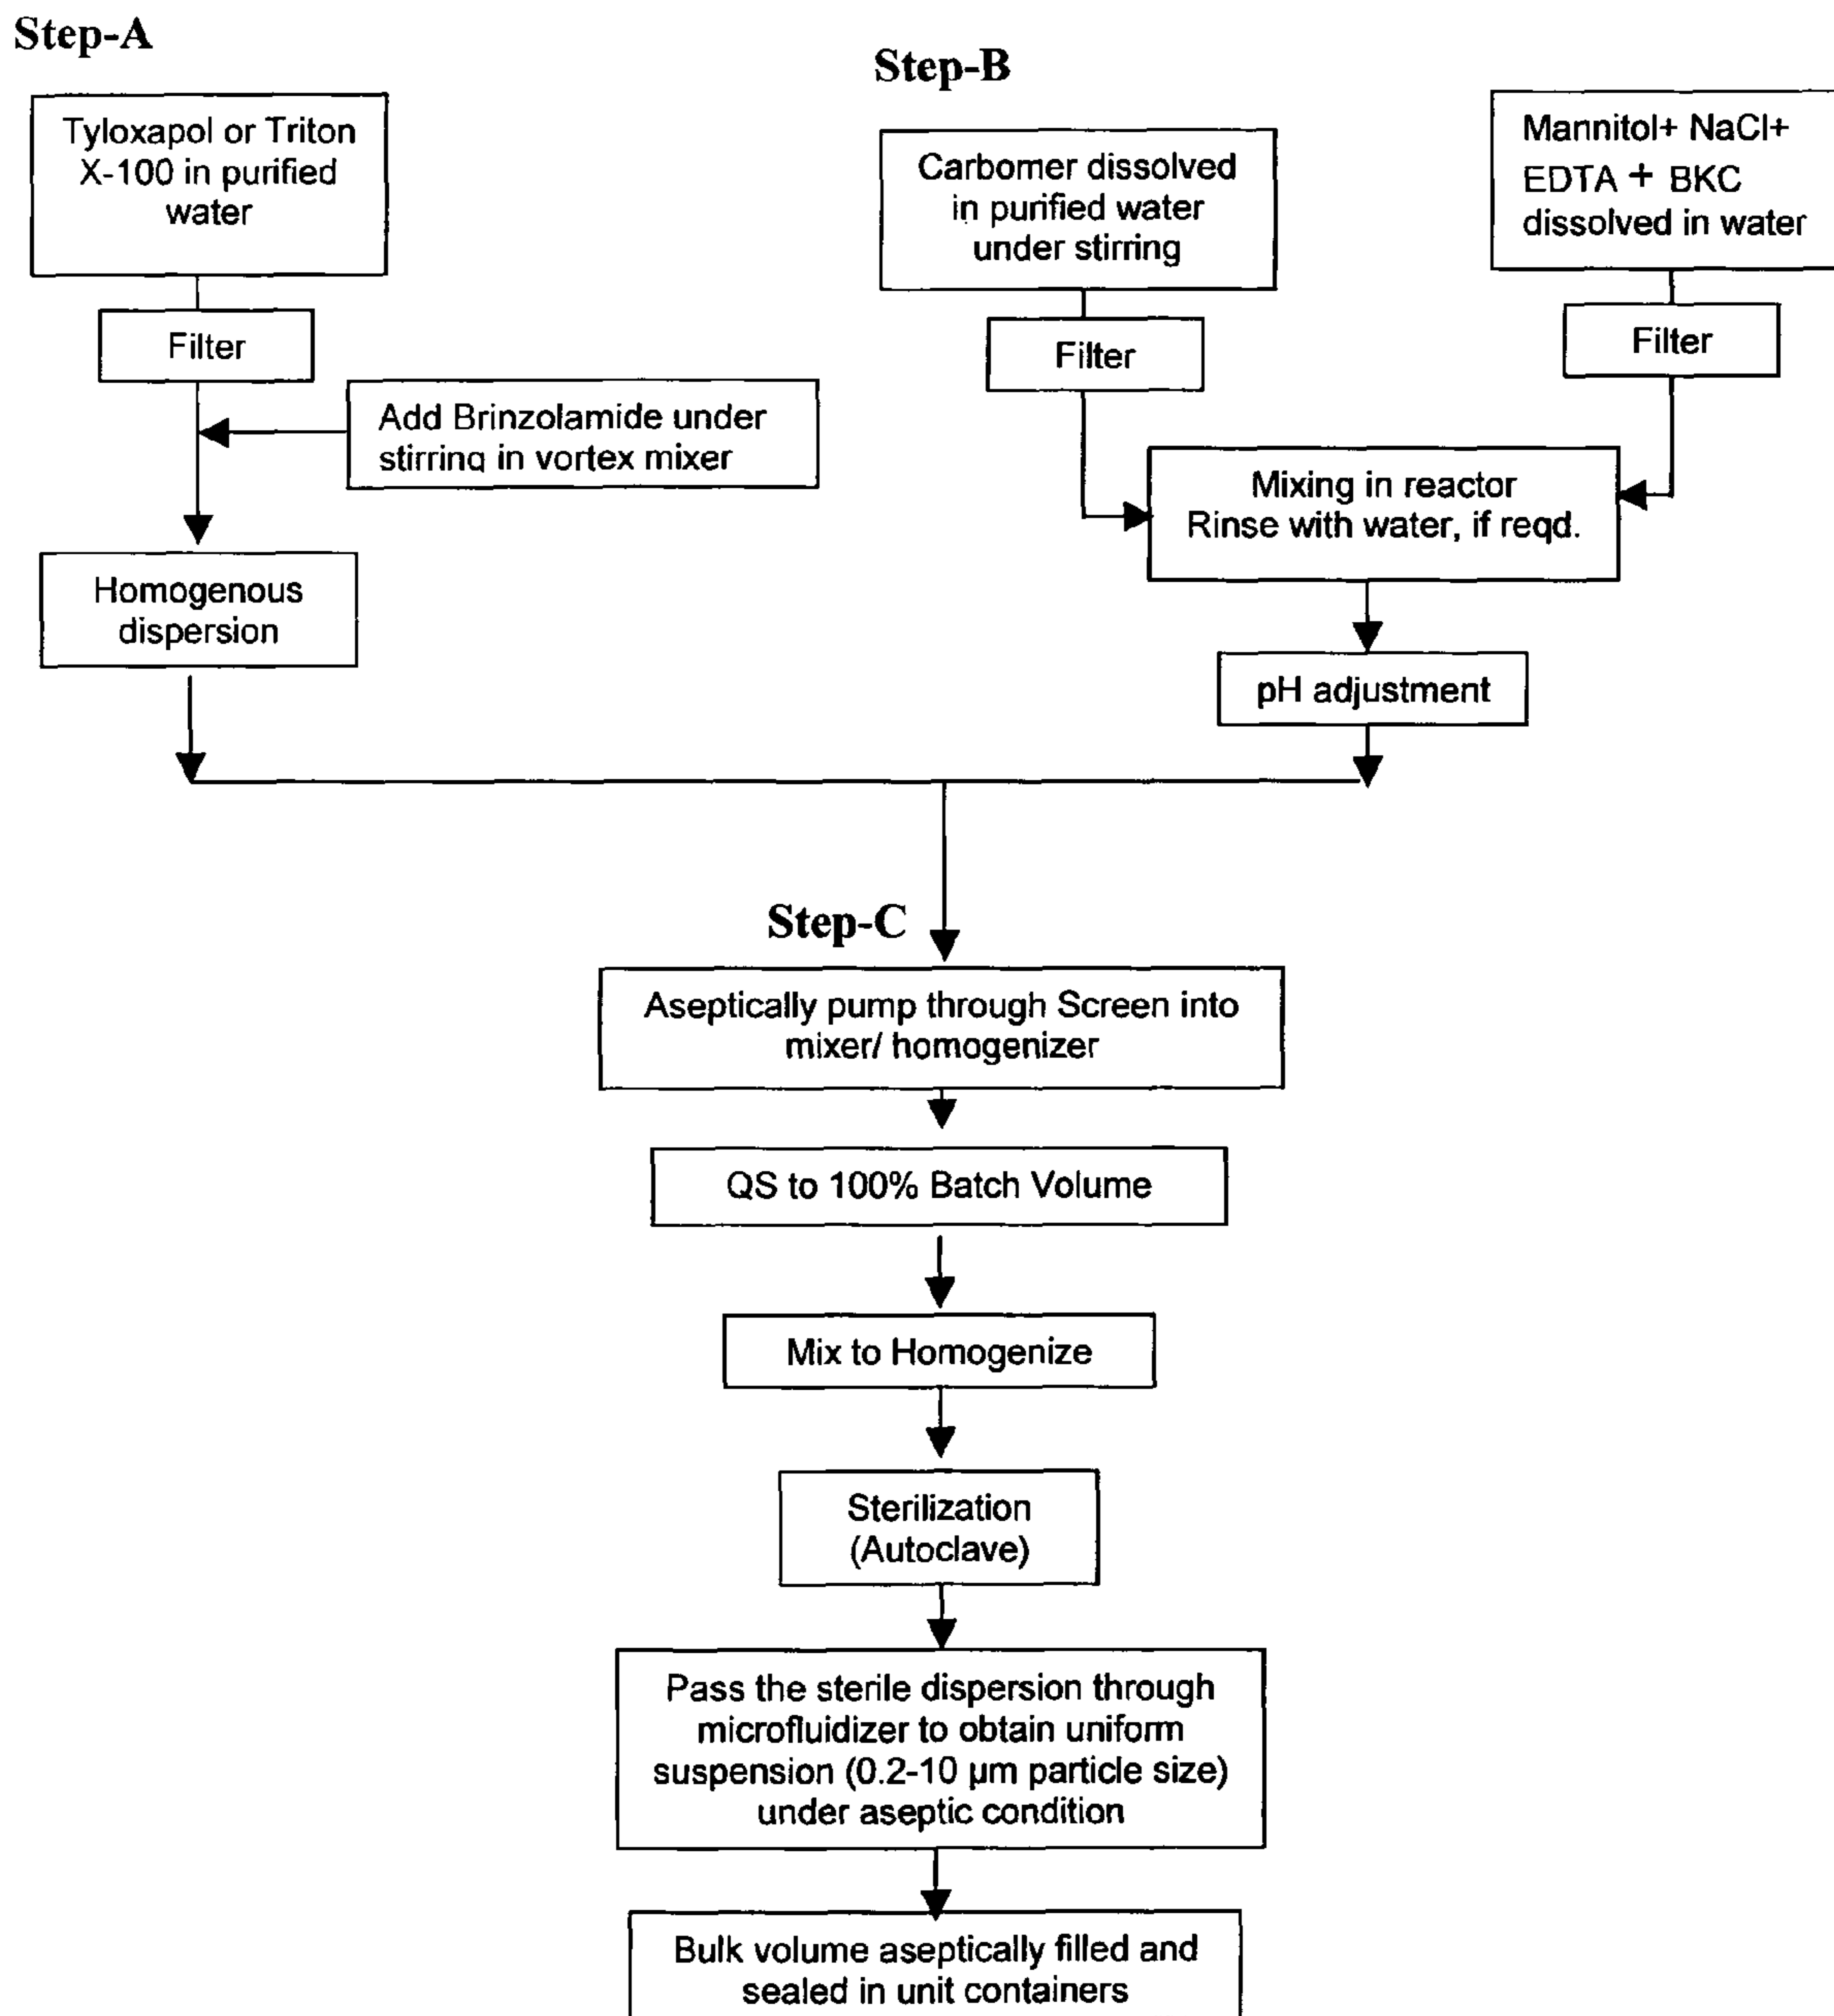 Step-A
Tyloxapol or Triton
X-100 in purified
water
Filter
Add Brinzolamide under
stirring in vortex mixer
Homogenous
dispersion
Step-B
Carbomer dissolved
in purified water
under stirring
Filter
Mannitol+ NaCl+
EDTA + BKC
dissolved in water
Filter
Mixing in reactor
Rinse with water, if reqd.
pH adjustment
Step-C
Aseptically pump through Screen into
mixer/ homogenizer
QS to 100% Batch Volume
Mix to Homogenize
Sterilization
(Autoclave)
Pass the sterile dispersion through
microfluidizer to obtain uniform
suspension (0.2-10 µm particle size)
under aseptic condition
Bulk volume aseptically filled and
sealed in unit containers